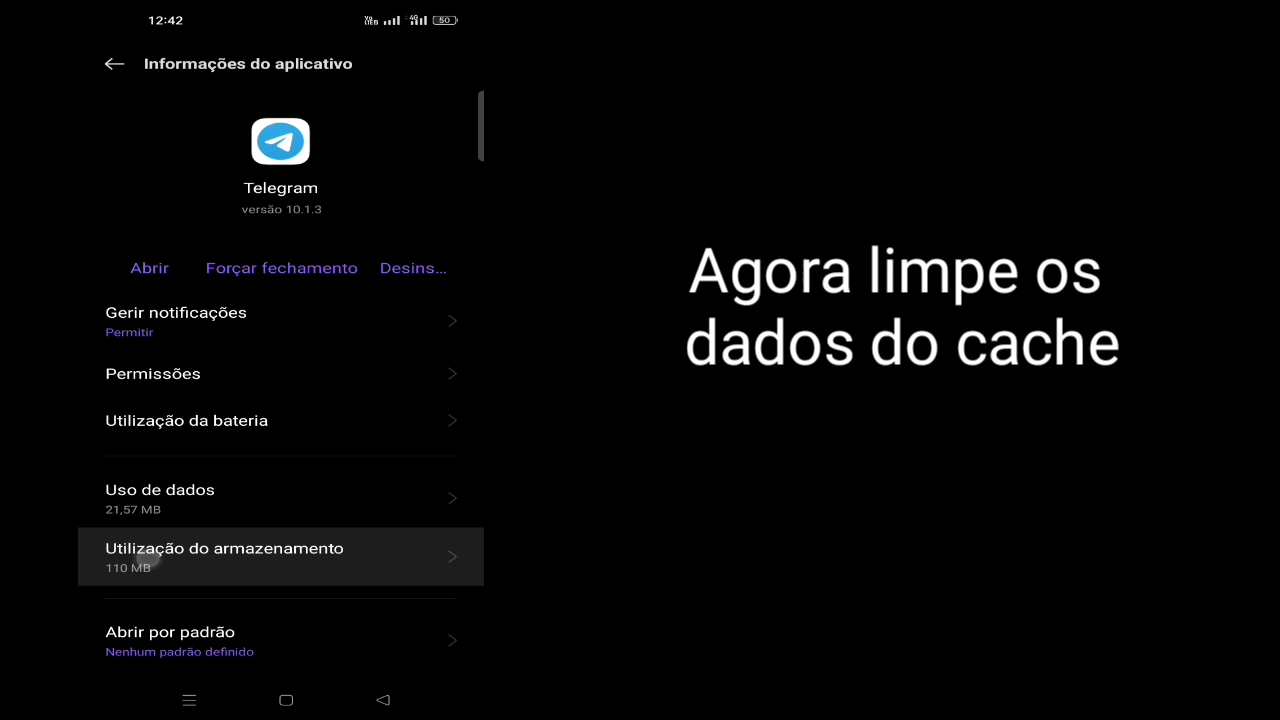 12:42
4G
50
Informações do aplicativo
Telegram
versão 10.1.3
Abrir Forçar fechamento Desins...
Gerir notificações
Permitir
Permissões
Utilização da bateria
Uso de dados
21,57 MB
Utilização do armazenamento
110 MB
Abrir por padrão
Nenhum padrão definido
Agora limpe os
dados do cache